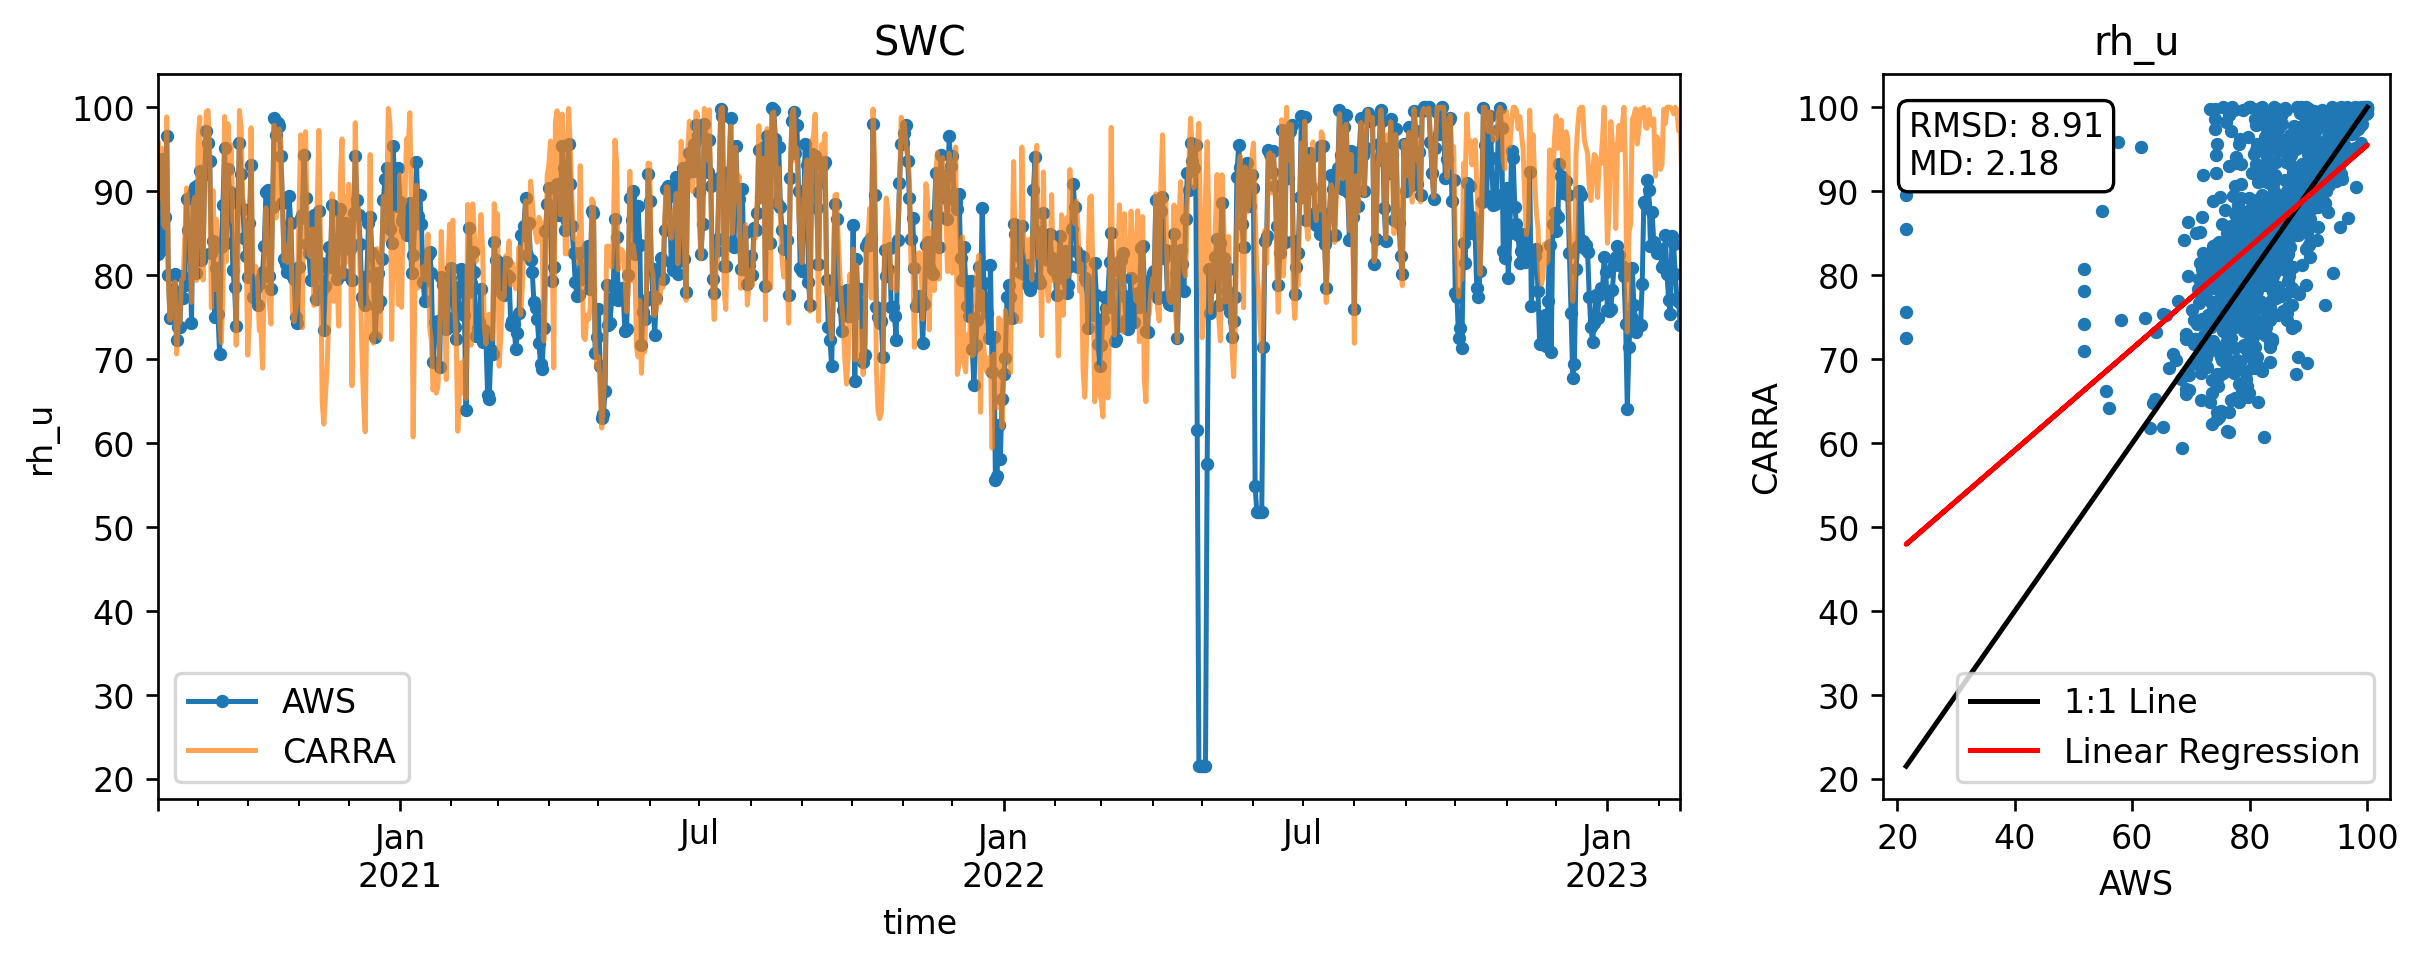 SWC
rh_u
100
90
80
70
60
50
40
30
20
AWS
CARRA
Jan
2021
Jul
Jan
2022
Jul
Jan
2023
time
rh_u
CARRA
100
90
80
70
60
50
40
30
20
RMSD: 8.91
MD: 2.18
1:1 Line
Linear Regression
20 40 60 80 100
AWS